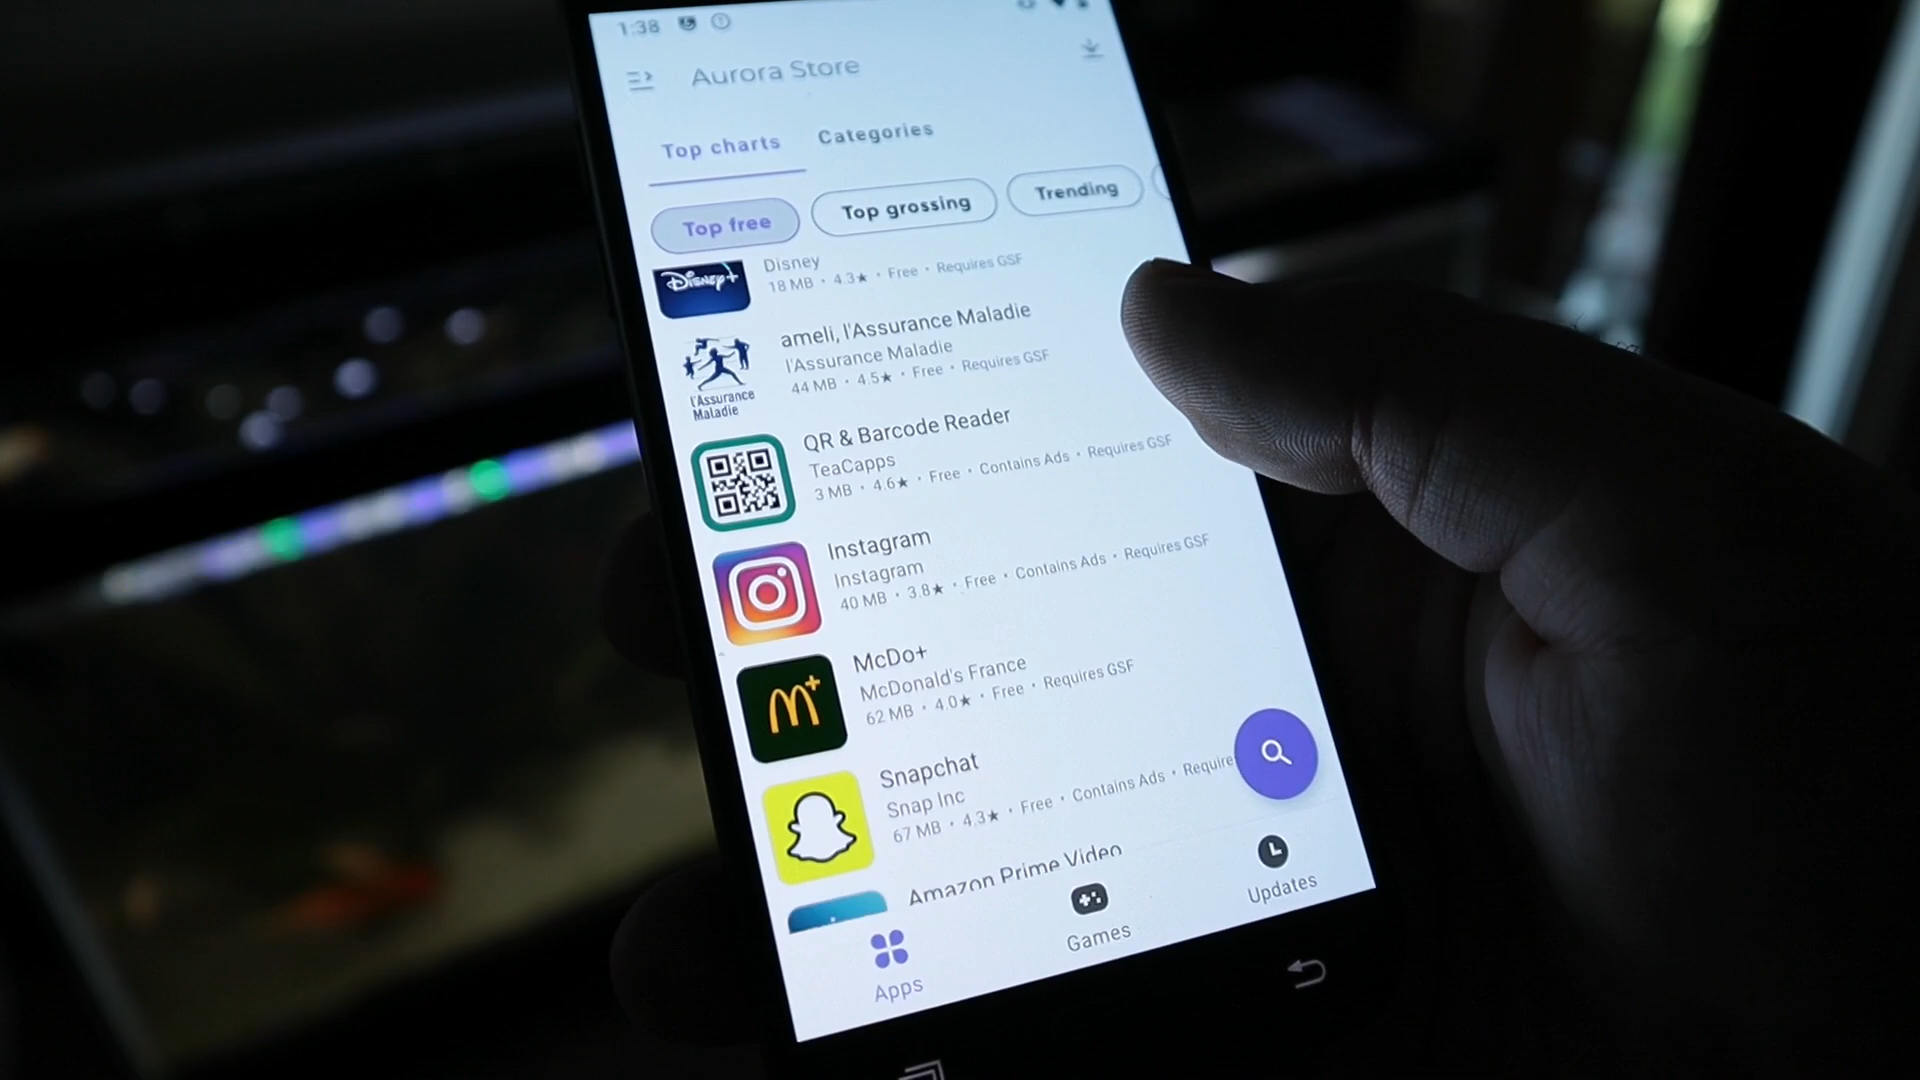 1:38
Aurora Store
Top charts
Categories
Top free
Top grossing
Trending
Disney+
Disney
18 MB • 4.3★ • Free • Requires GSF
ameli, l'Assurance Maladie
l'Assurance Maladie
44 MB • 4.5★ • Free • Requires GSF
l'Assurance
Maladie
QR & Barcode Reader
TeaCapps
3 MB • 4.6★ • Free • Contains Ads • Requires GSF
Instagram
Instagram
40 MB • 3.8★ • Free • Contains Ads • Requires GSF
McDo+
McDonald's France
62 MB • 4.0★ • Free • Requires GSF
Snapchat
Snap Inc
67 MB • 4.3★ • Free • Contains Ads • Require
Amazon Prime Video
Apps
Games
Updates